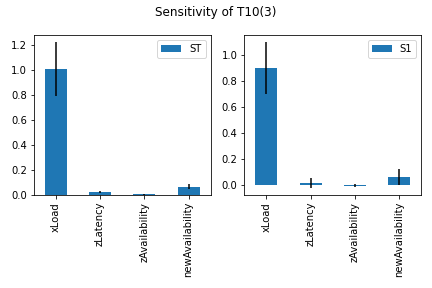 Sensitivity of T10(3)
ST
1.2
1.0
0.8
0.6
0.4
0.2
0.0
xLoad
zLatency
zAvailability
newAvailability
S1
1.0
0.8
0.6
0.4
0.2
0.0
xLoad
zLatency
zAvailability
newAvailability